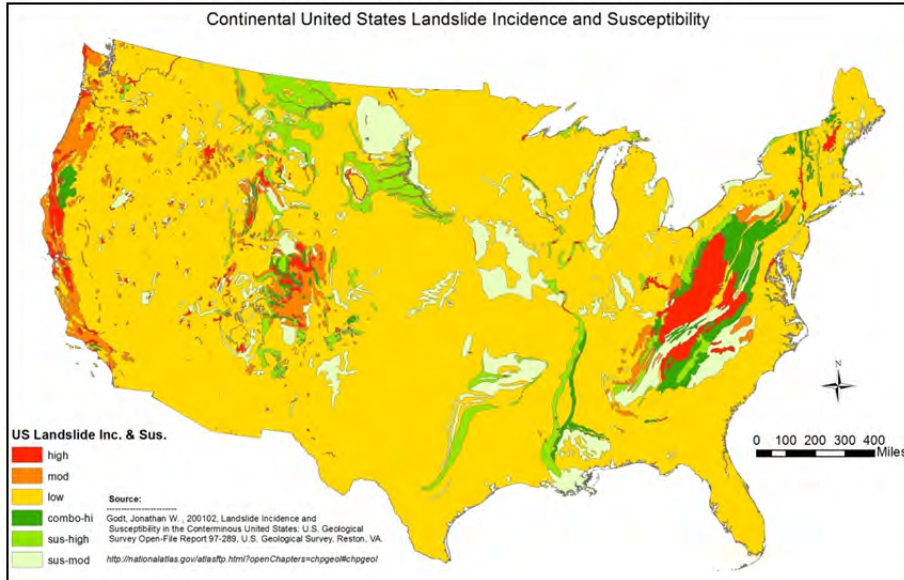 Continental United States Landslide Incidence and Susceptibility
N
US Landslide Inc. & Sus.
high
mod
low
combo-hi
sus-high
sus-mod
Source:
----------------------
Godt, Jonathan W. , 200102, Landslide Incidence and
Susceptibility in the Conterminous United States: U.S. Geological
Survey Open-File Report 97-289, U.S. Geological Survey, Reston, VA.
http://nationalatlas.gov/atlasftp.html?openChapters=chpgeol#chpgeol
0 100 200 300 400
Miles